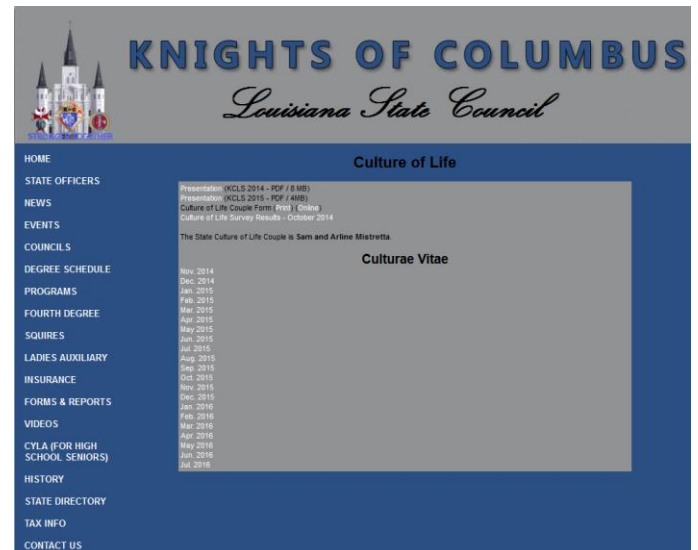 KNIGHTS OF COLUMBUS
Louisiana State Council
STRONGER TOGETHER
HOME
STATE OFFICERS
NEWS
EVENTS
COUNCILS
DEGREE SCHEDULE
PROGRAMS
FOURTH DEGREE
SQUIRES
LADIES AUXILIARY
INSURANCE
FORMS & REPORTS
VIDEOS
CYLA (FOR HIGH
SCHOOL SENIORS)
HISTORY
STATE DIRECTORY
TAX INFO
CONTACT US
Culture of Life
Presentation (KCLS 2014 - PDF / 8 MB)
Presentation (KCLS 2015 - PDF / 4MB)
Culture of Life Couple Form (Print) (Online)
Culture of Life Survey Results - October 2014
The State Culture of Life Couple is Sam and Arline Mistretta.
Culturae Vitae
Nov. 2014
Dec. 2014
Jan. 2015
Feb. 2015
Mar. 2015
Apr. 2015
May 2015
Jun. 2015
Jul. 2015
Aug. 2015
Sep. 2015
Oct. 2015
Nov. 2015
Dec. 2015
Jan. 2016
Feb. 2016
Mar. 2016
Apr. 2016
May 2016
Jun. 2016
Jul. 2016